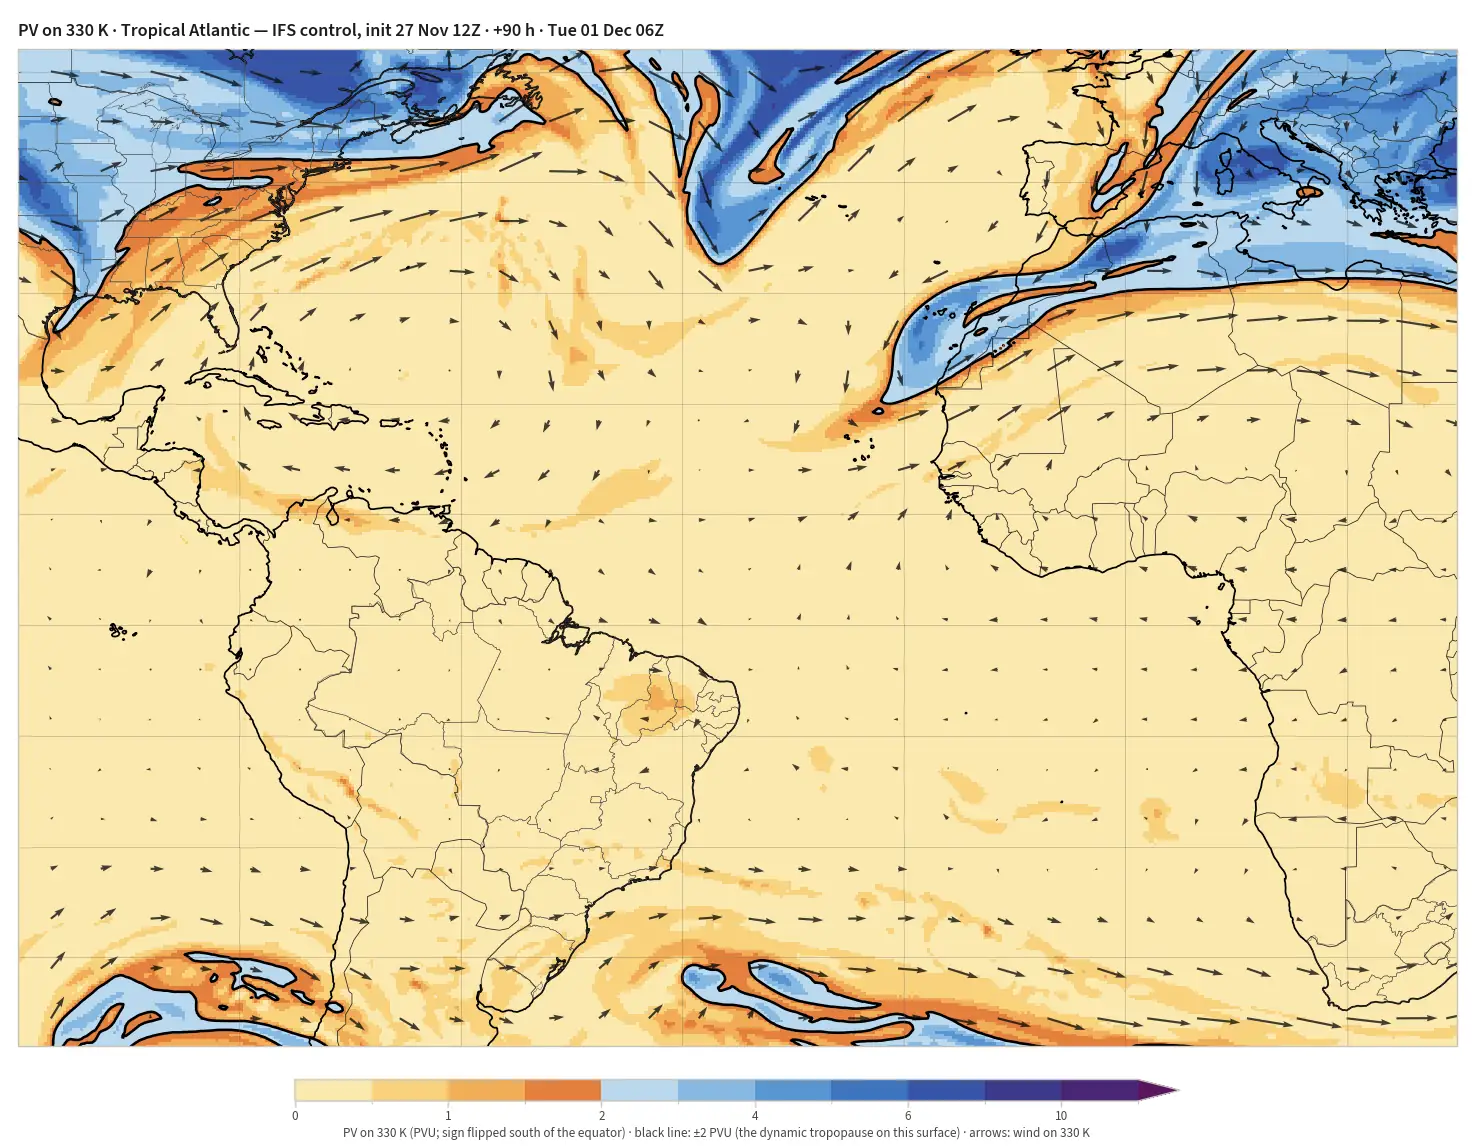 PV on 330 K · Tropical Atlantic — IFS control, init 27 Nov 12Z · +90 h · Tue 01 Dec 06Z
0 1 2 4 6 10
PV on 330 K (PVU; sign flipped south of the equator) · black line: ±2 PVU (the dynamic tropopause on this surface) · arrows: wind on 330 K